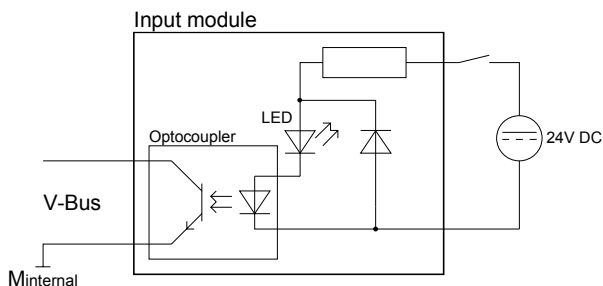 Input module
LED
Optocoupler
24V DC
V-Bus
Minternal